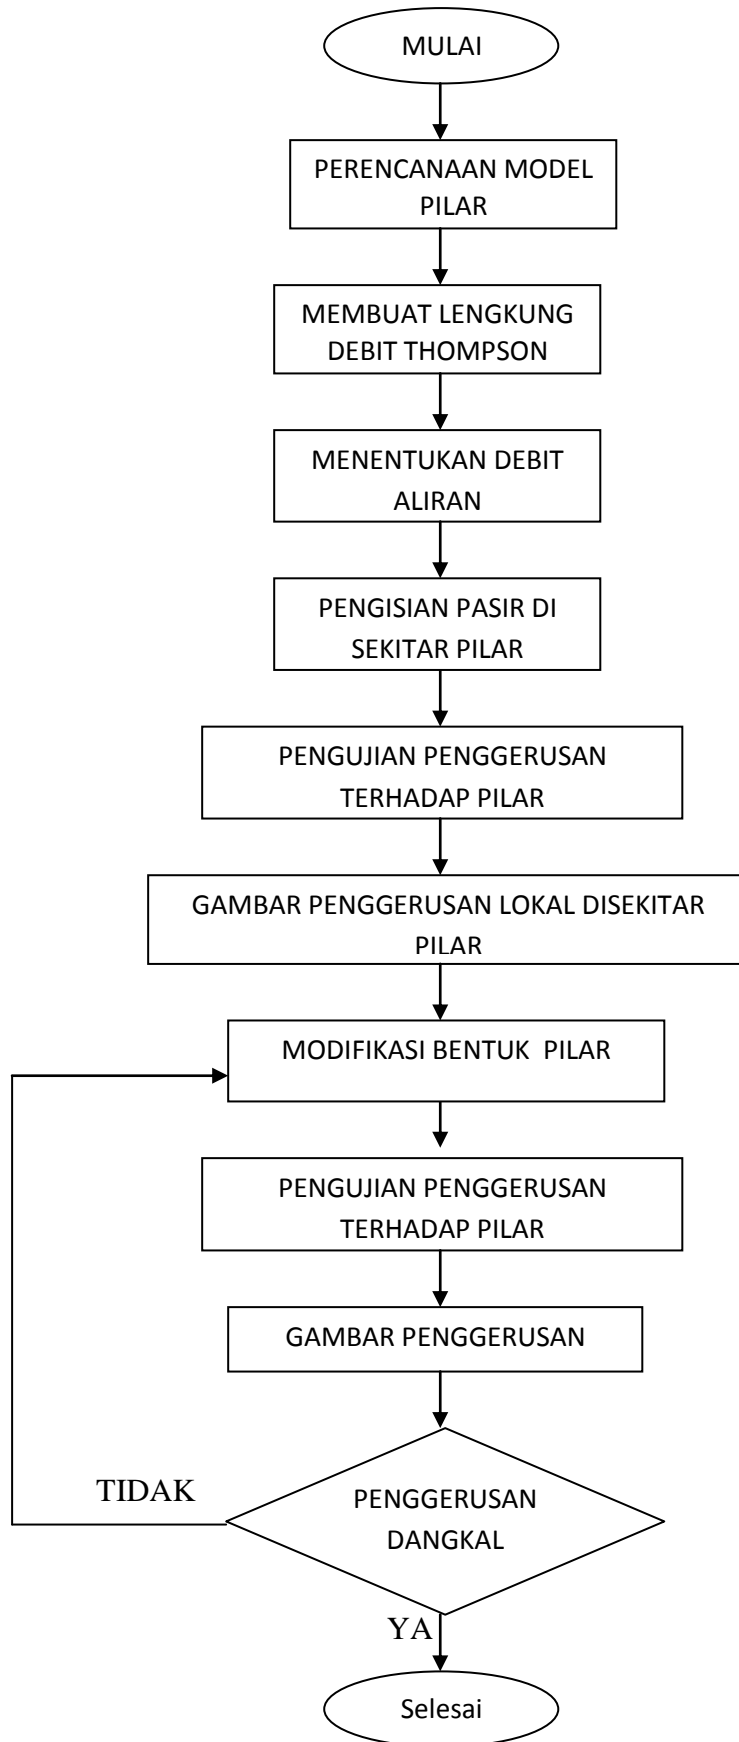 MULAI
PERENCANAAN MODEL
PILAR
MEMBUAT LENGKUNG
DEBIT THOMPSON
MENENTUKAN DEBIT
ALIRAN
PENGISIAN PASIR DI
SEKITAR PILAR
PENGUJIAN PENGGERUSAN
TERHADAP PILAR
GAMBAR PENGGERUSAN LOKAL DISEKITAR
PILAR
MODIFIKASI BENTUK PILAR
PENGUJIAN PENGGERUSAN
TERHADAP PILAR
GAMBAR PENGGERUSAN
TIDAK
PENGGERUSAN
DANGKAL
YA
Selesai